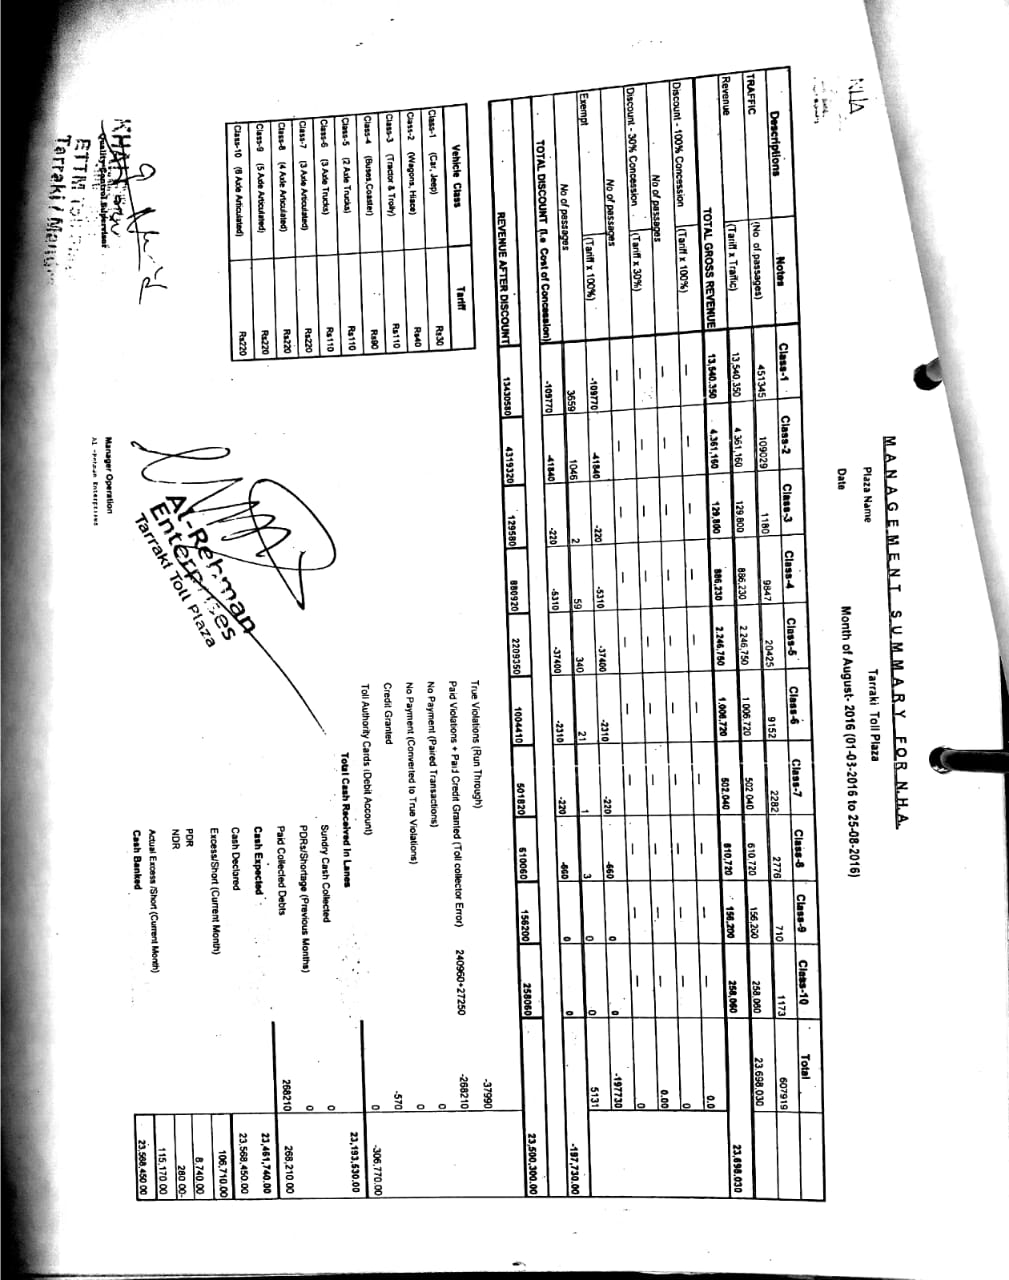 NHA
MANAGEMENT SUMMARY FOR N.H.A.
Plaza Name Tarraki Toll Plaza
Date Month of August- 2016 (01-03-2016 to 25-08-2016)
Descriptions Notes Class-1 Class-2 Class-3 Class-4 Class-5 Class-6 Class-7 Class-8 Class-9 Class-10 Total
TRAFFIC (No of passages) 451345 109029 1180 9847 20425 9152 2282 2776 710 1173 607919
Revenue (Tariff x Traffic) 13,540,350 4 361,160 129,800 886,230 2 246,750 1 006 720 502 040 610 720 156,200 258 060 23 698,030
TOTAL GROSS REVENUE 13,540,350 4,361,160 129,800 886,230 2,246,750 1,006,720 502,040 610,720 156,200 258,060 23,698,030
Discount - 100% Concession (Tariff x 100%) — — — — — — — — — — 0.0
No of passages — — — — — — — — — — 0
Discount - 30% Concession (Tariff x 30%) — — — — — — — — — — 0.00
No of passages — — — — — — — — — — 0
Exempt (Tariff x 100%) -109770 -41840 -220 -5310 -37400 -2310 -220 -660 0 0 -197730
No of passages 3659 1046 2 59 340 21 1 3 0 0 5131
TOTAL DISCOUNT (i.e Cost of Concession) -109770 -41840 -220 -5310 -37400 -2310 -220 -660 0 0 -197,730.00
REVENUE AFTER DISCOUNT 13430580 4319320 129580 880920 2209350 1004410 501820 610060 156200 258060 23,500,300.00
Vehicle Class Tariff
Class-1 (Car, Jeep) Rs30
Class-2 (Wagons, Hiace) Rs40
Class-3 (Tractor & Trolly) Rs110
Class-4 (Buses,Coaster) Rs90
Class-5 (2 Axle Trucks) Rs110
Class-6 (3 Axle Trucks) Rs110
Class-7 (3 Axle Articulated) Rs220
Class-8 (4 Axle Articulated) Rs220
Class-9 (5 Axle Articulated) Rs220
Class-10 (6 Axle Articulated) Rs220
True Violations (Run Through) -37990
Paid Violations + Paid Credit Granted (Toll collector Error) 240960+27250 -268210
No Payment (Paired Transactions) 0
No Payment (Converted to True Violations) 0
Credit Granted -570
Toll Authority Cards (Debit Account) 0 -306,770.00
Total Cash Received In Lanes 23,193,530.00
Sundry Cash Collected 0
PDRs/Shortage (Previous Months) 0
Paid Collected Debts 268210 268,210.00
Cash Expected 23,461,740.00
Cash Declared 23,568,450.00
Excess/Short (Current Month) 106,710.00
PDR 8,740.00
NDR 280 00-
Actual Excess /Short (Current Month) 115,170.00
Cash Banked 23,568,450 00
Al-Rehman
Enterprises
Tarraki Toll Plaza
Manager Operation
Enterprises
Quality Control Supervisor
ETTM
Tarraki /